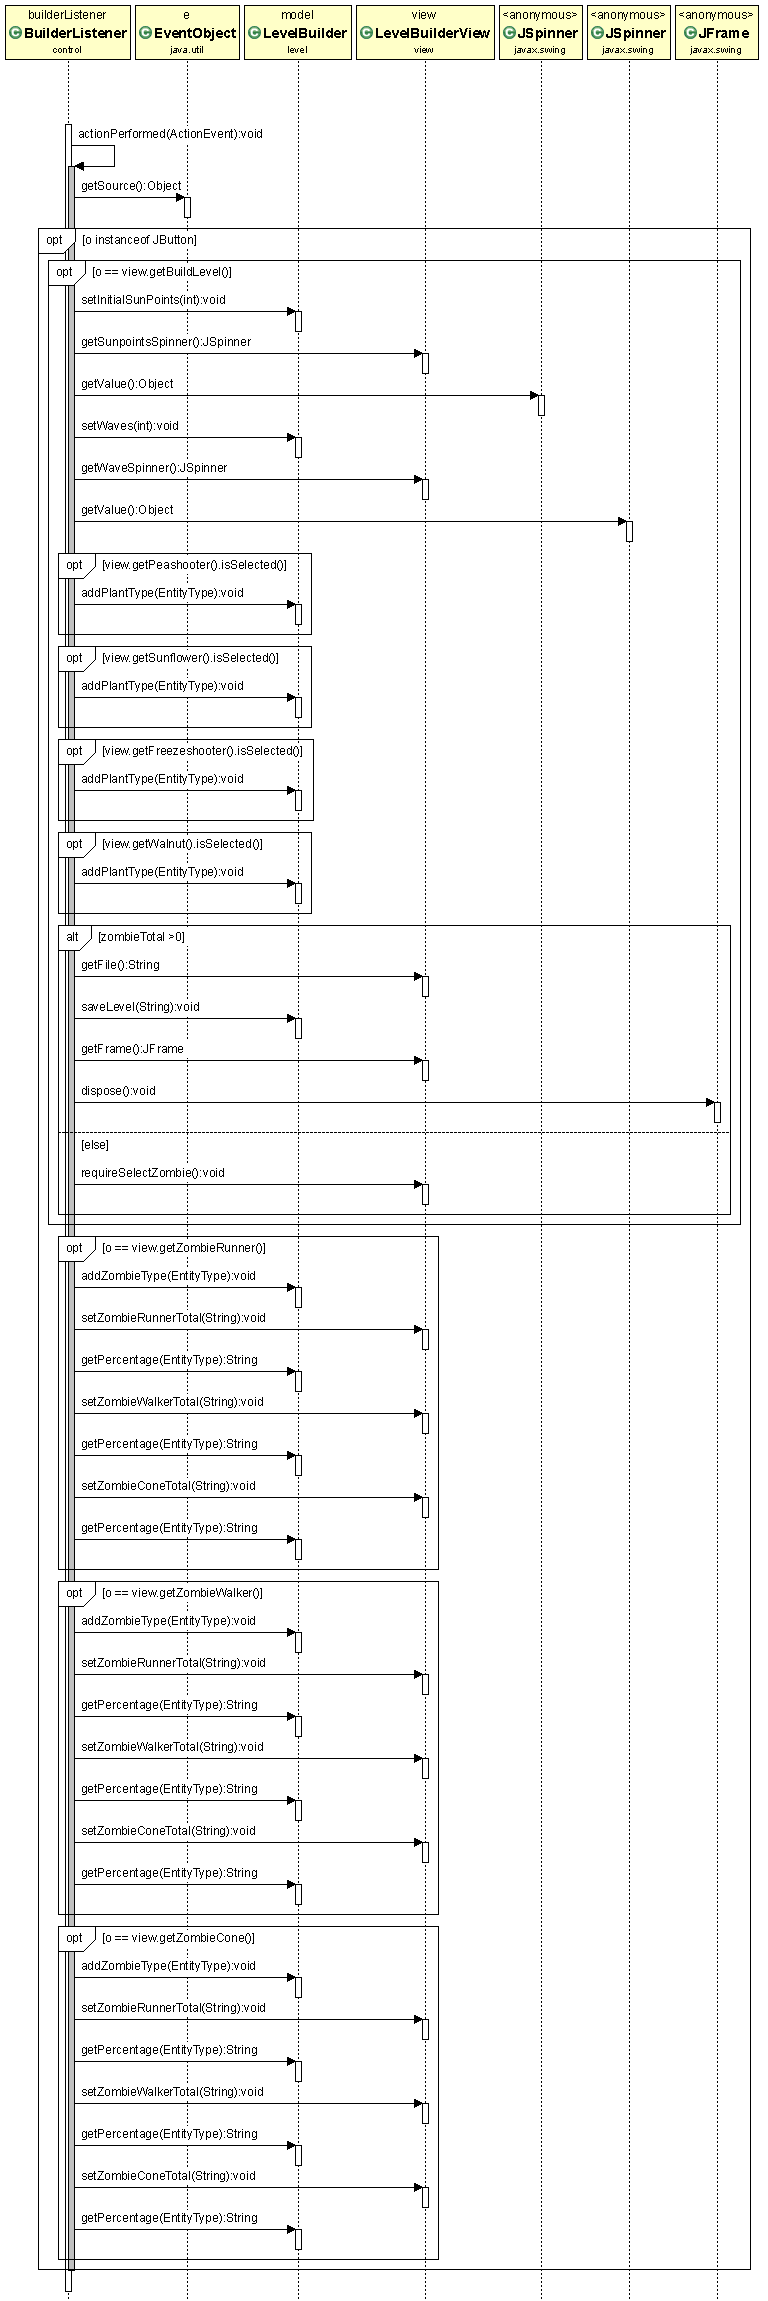 builderListener e model view <anonymous> <anonymous> <anonymous>
C BuilderListener C EventObject C LevelBuilder C LevelBuilderView C JSpinner C JSpinner C JFrame
control java.util level view javax.swing javax.swing javax.swing
actionPerformed(ActionEvent):void
getSource():Object
opt [o instanceof JButton]
opt [o == view.getBuildLevel()]
setInitialSunPoints(int):void
getSunpointsSpinner():JSpinner
getValue():Object
setWaves(int):void
getWaveSpinner():JSpinner
getValue():Object
opt [view.getPeashooter().isSelected()]
addPlantType(EntityType):void
opt [view.getSunflower().isSelected()]
addPlantType(EntityType):void
opt [view.getFreezeshooter().isSelected()]
addPlantType(EntityType):void
opt [view.getWalnut().isSelected()]
addPlantType(EntityType):void
alt [zombieTotal >0]
getFile():String
saveLevel(String):void
getFrame():JFrame
dispose():void
[else]
requireSelectZombie():void
opt [o == view.getZombieRunner()]
addZombieType(EntityType):void
setZombieRunnerTotal(String):void
getPercentage(EntityType):String
setZombieWalkerTotal(String):void
getPercentage(EntityType):String
setZombieConeTotal(String):void
getPercentage(EntityType):String
opt [o == view.getZombieWalker()]
addZombieType(EntityType):void
setZombieRunnerTotal(String):void
getPercentage(EntityType):String
setZombieWalkerTotal(String):void
getPercentage(EntityType):String
setZombieConeTotal(String):void
getPercentage(EntityType):String
opt [o == view.getZombieCone()]
addZombieType(EntityType):void
setZombieRunnerTotal(String):void
getPercentage(EntityType):String
setZombieWalkerTotal(String):void
getPercentage(EntityType):String
setZombieConeTotal(String):void
getPercentage(EntityType):String